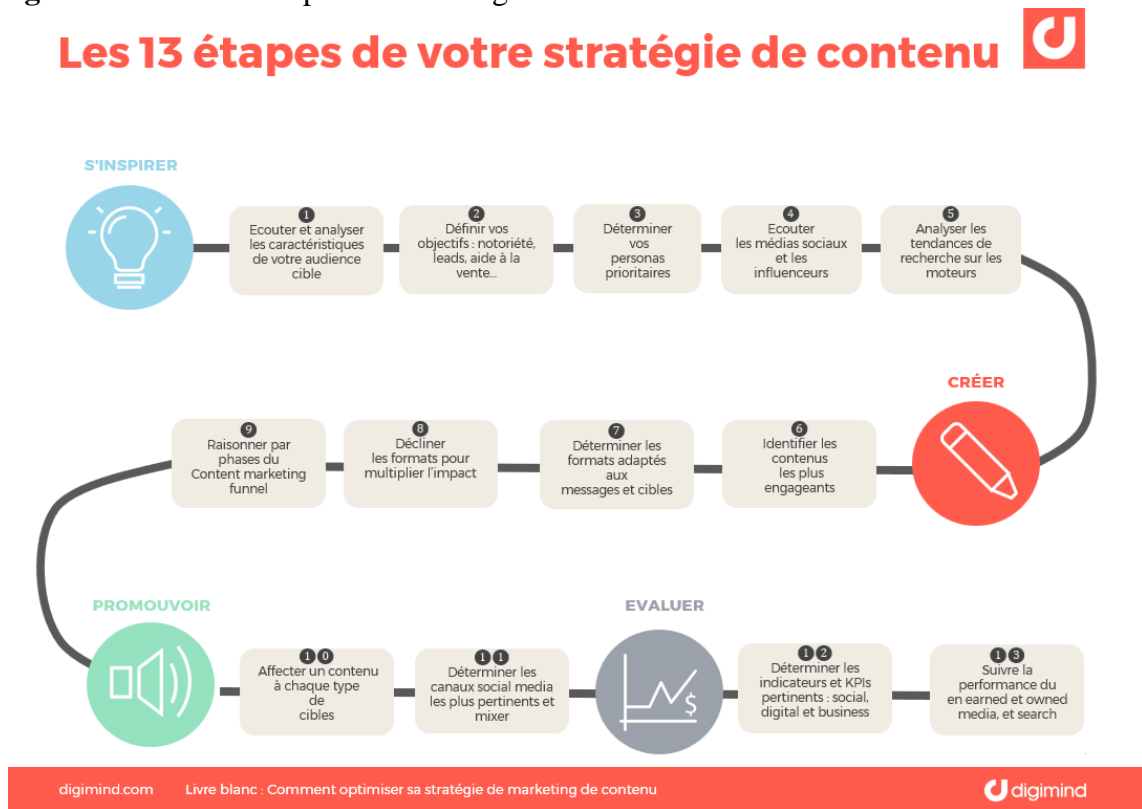 Les 13 étapes de votre stratégie de contenu
S'INSPIRER
1
Ecouter et analyser
les caractéristiques
de votre audience
cible
2
Définir vos
objectifs : notoriété,
leads, aide à la
vente...
3
Déterminer
vos
personas
prioritaires
4
Ecouter
les médias sociaux
et les
influenceurs
5
Analyser les
tendances de
recherche sur les
moteurs
CRÉER
6
Identifier les
contenus
les plus
engageants
7
Déterminer les
formats adaptés
aux
messages et cibles
8
Décliner
les formats pour
multiplier l'impact
9
Raisonner par
phases du
Content marketing
funnel
PROMOUVOIR
10
Affecter un contenu
à chaque type
de
cibles
11
Déterminer les
canaux social media
les plus pertinents et
mixer
EVALUER
$
12
Déterminer les
indicateurs et KPIs
pertinents : social,
digital et business
13
Suivre la
performance du
en earned et owned
media, et search
digimind.com Livre blanc : Comment optimiser sa stratégie de marketing de contenu digimind